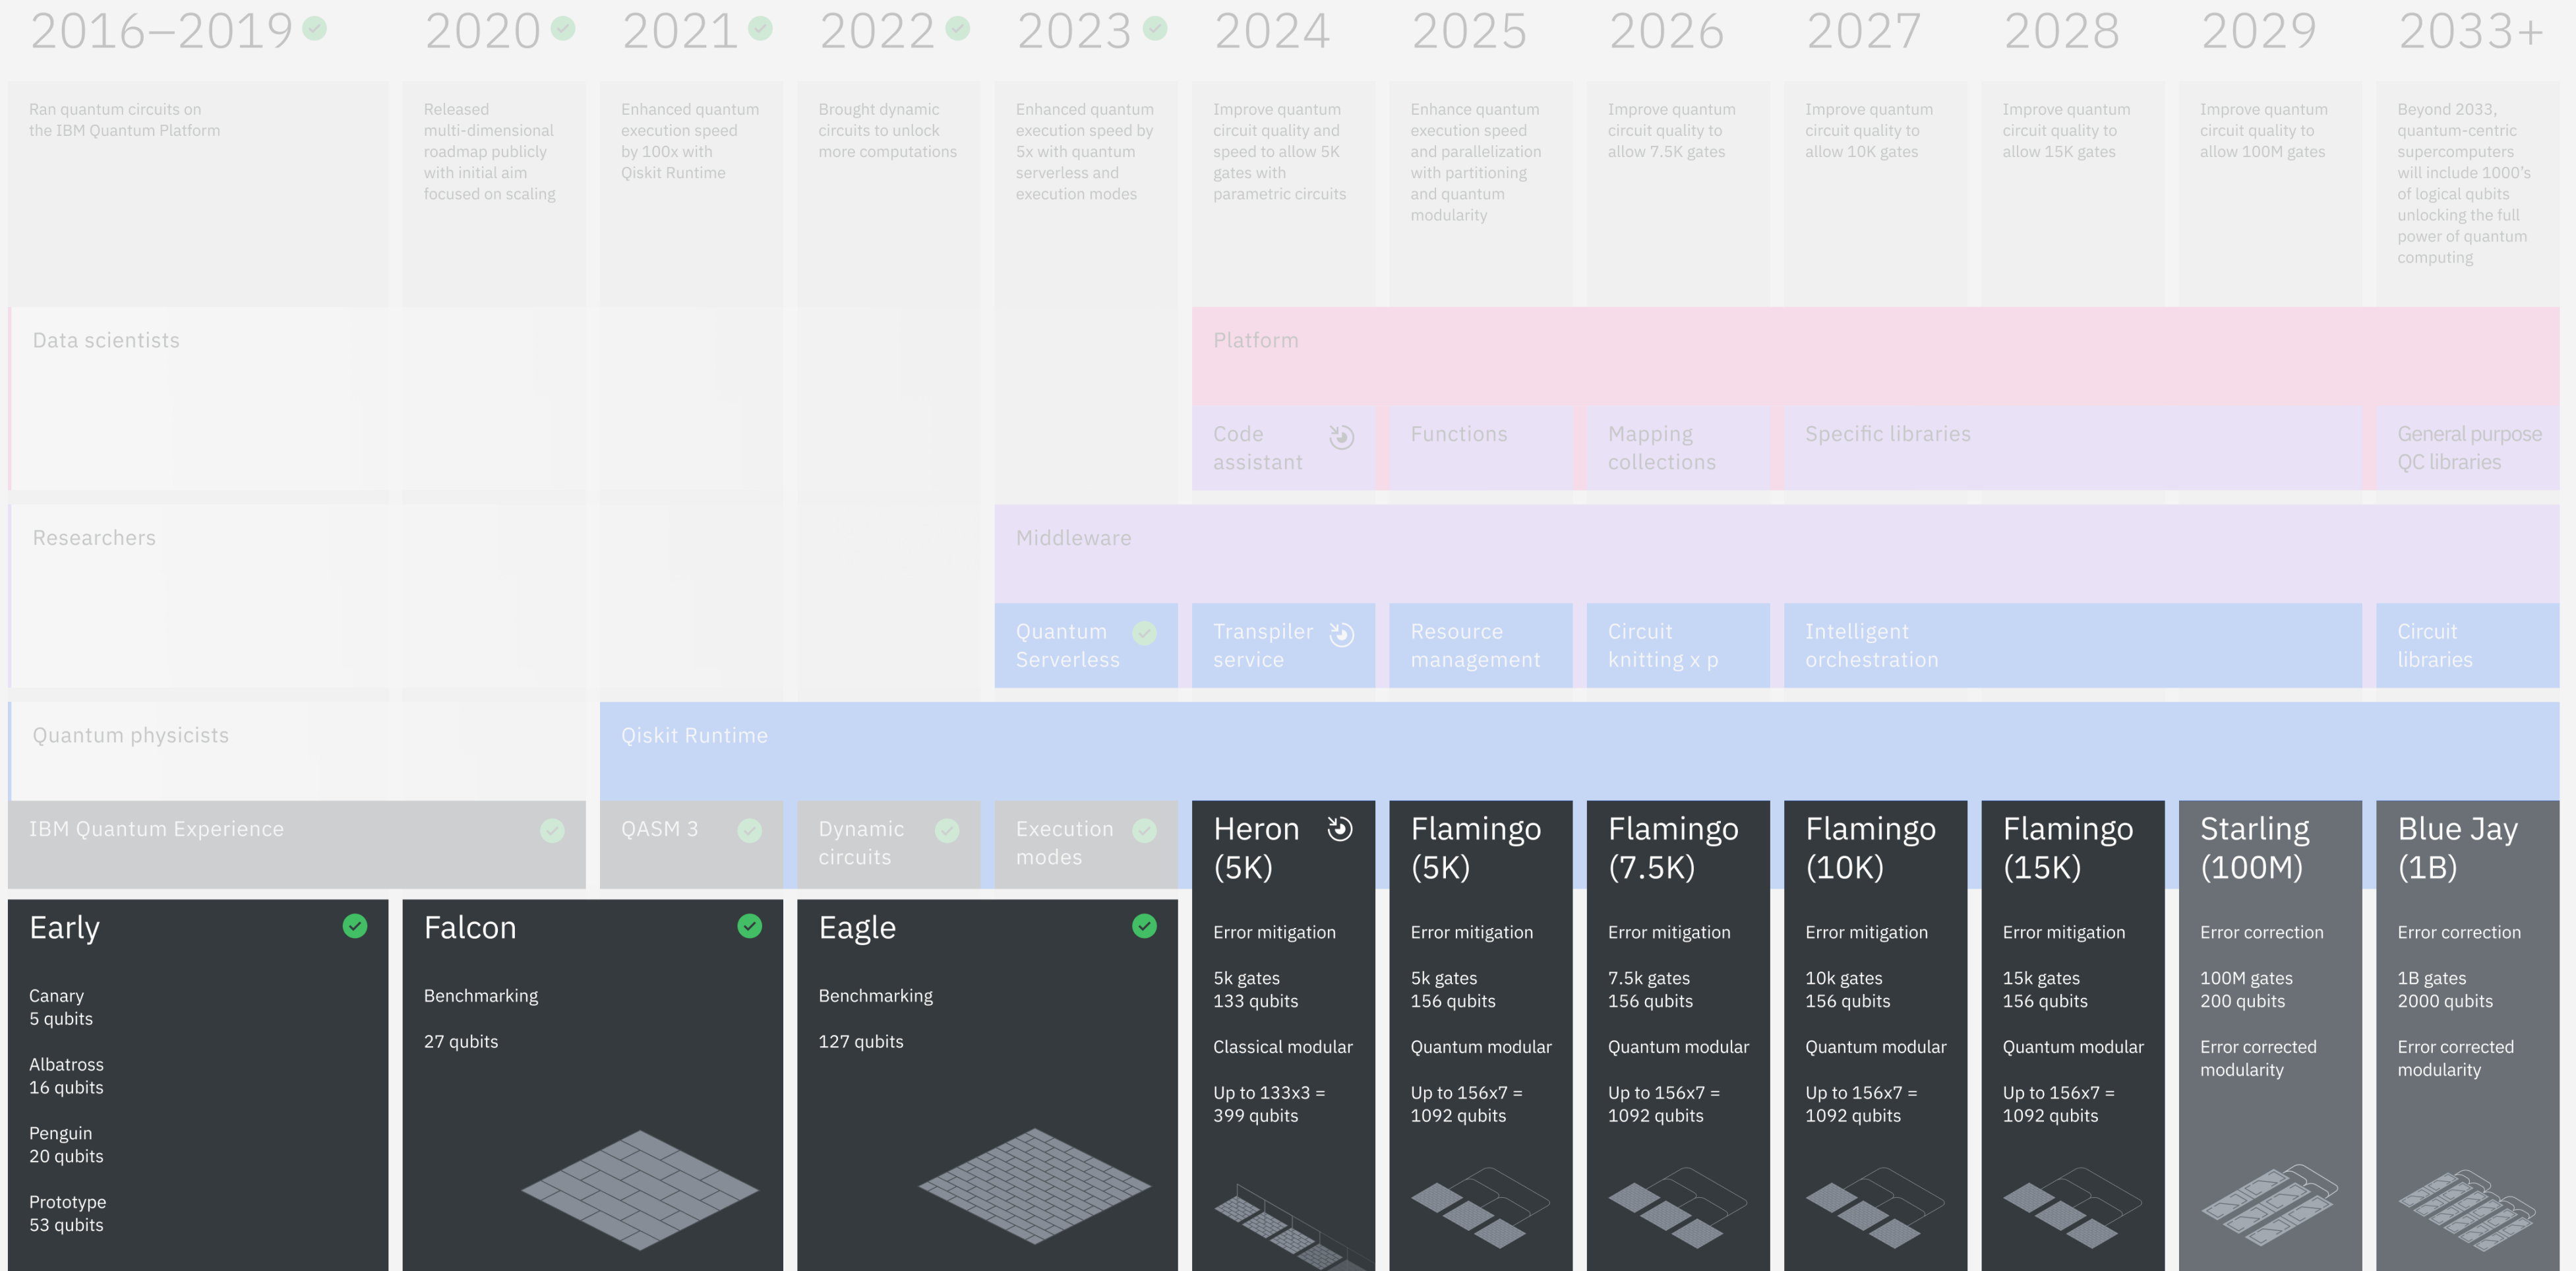 2016–2019
2020
2021
2022
2023
2024
2025
2026
2027
2028
2029
2033+
Ran quantum circuits on
the IBM Quantum Platform
Released
multi-dimensional
roadmap publicly
with initial aim
focused on scaling
Enhanced quantum
execution speed
by 100x with
Qiskit Runtime
Brought dynamic
circuits to unlock
more computations
Enhanced quantum
execution speed by
5x with quantum
serverless and
execution modes
Improve quantum
circuit quality and
speed to allow 5K
gates with
parametric circuits
Enhance quantum
execution speed
and parallelization
with partitioning
and quantum
modularity
Improve quantum
circuit quality to
allow 7.5K gates
Improve quantum
circuit quality to
allow 10K gates
Improve quantum
circuit quality to
allow 15K gates
Improve quantum
circuit quality to
allow 100M gates
Beyond 2033,
quantum-centric
supercomputers
will include 1000’s
of logical qubits
unlocking the full
power of quantum
computing
Data scientists
Platform
Code
assistant
Functions
Mapping
collections
Specific libraries
General purpose
QC libraries
Researchers
Middleware
Quantum
Serverless
Transpiler
service
Resource
management
Circuit
knitting x p
Intelligent
orchestration
Circuit
libraries
Quantum physicists
Qiskit Runtime
IBM Quantum Experience
QASM 3
Dynamic
circuits
Execution
modes
Early
Canary
5 qubits
Albatross
16 qubits
Penguin
20 qubits
Prototype
53 qubits
Falcon
Benchmarking
27 qubits
Eagle
Benchmarking
127 qubits
Heron
(5K)
Error mitigation
5k gates
133 qubits
Classical modular
Up to 133x3 =
399 qubits
Flamingo
(5K)
Error mitigation
5k gates
156 qubits
Quantum modular
Up to 156x7 =
1092 qubits
Flamingo
(7.5K)
Error mitigation
7.5k gates
156 qubits
Quantum modular
Up to 156x7 =
1092 qubits
Flamingo
(10K)
Error mitigation
10k gates
156 qubits
Quantum modular
Up to 156x7 =
1092 qubits
Flamingo
(15K)
Error mitigation
15k gates
156 qubits
Quantum modular
Up to 156x7 =
1092 qubits
Starling
(100M)
Error correction
100M gates
200 qubits
Error corrected
modularity
Blue Jay
(1B)
Error correction
1B gates
2000 qubits
Error corrected
modularity